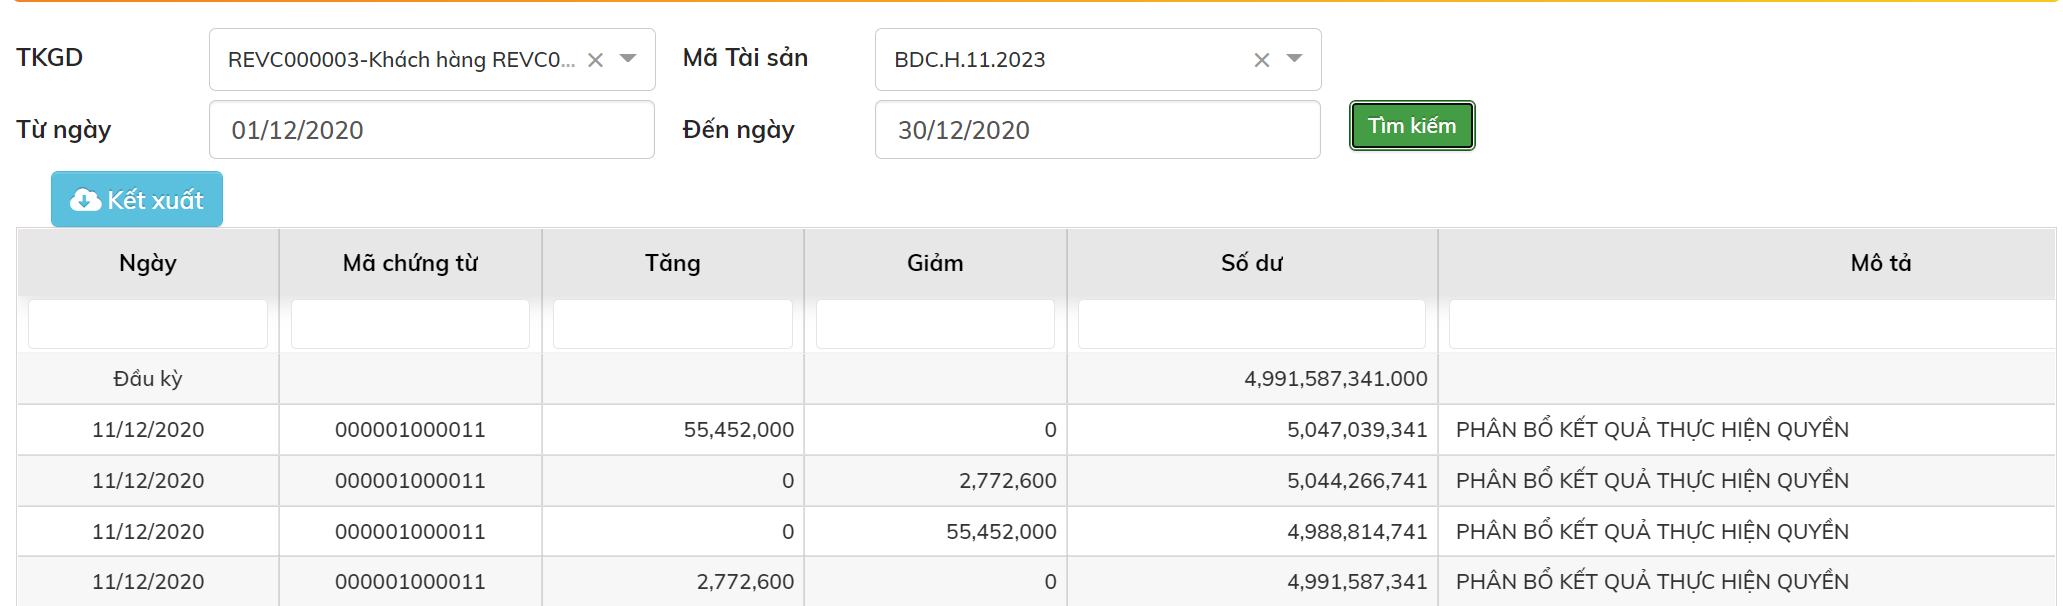 TKGD REVC000003-Khách hàng REVC0... Mã Tài sản BDC.H.11.2023
Từ ngày 01/12/2020 Đến ngày 30/12/2020 Tìm kiếm
Kết xuất
Ngày Mã chứng từ Tăng Giảm Số dư Mô tả
Đầu kỳ 4,991,587,341.000
11/12/2020 000001000011 55,452,000 0 5,047,039,341 PHÂN BỔ KẾT QUẢ THỰC HIỆN QUYỀN
11/12/2020 000001000011 0 2,772,600 5,044,266,741 PHÂN BỔ KẾT QUẢ THỰC HIỆN QUYỀN
11/12/2020 000001000011 0 55,452,000 4,988,814,741 PHÂN BỔ KẾT QUẢ THỰC HIỆN QUYỀN
11/12/2020 000001000011 2,772,600 0 4,991,587,341 PHÂN BỔ KẾT QUẢ THỰC HIỆN QUYỀN